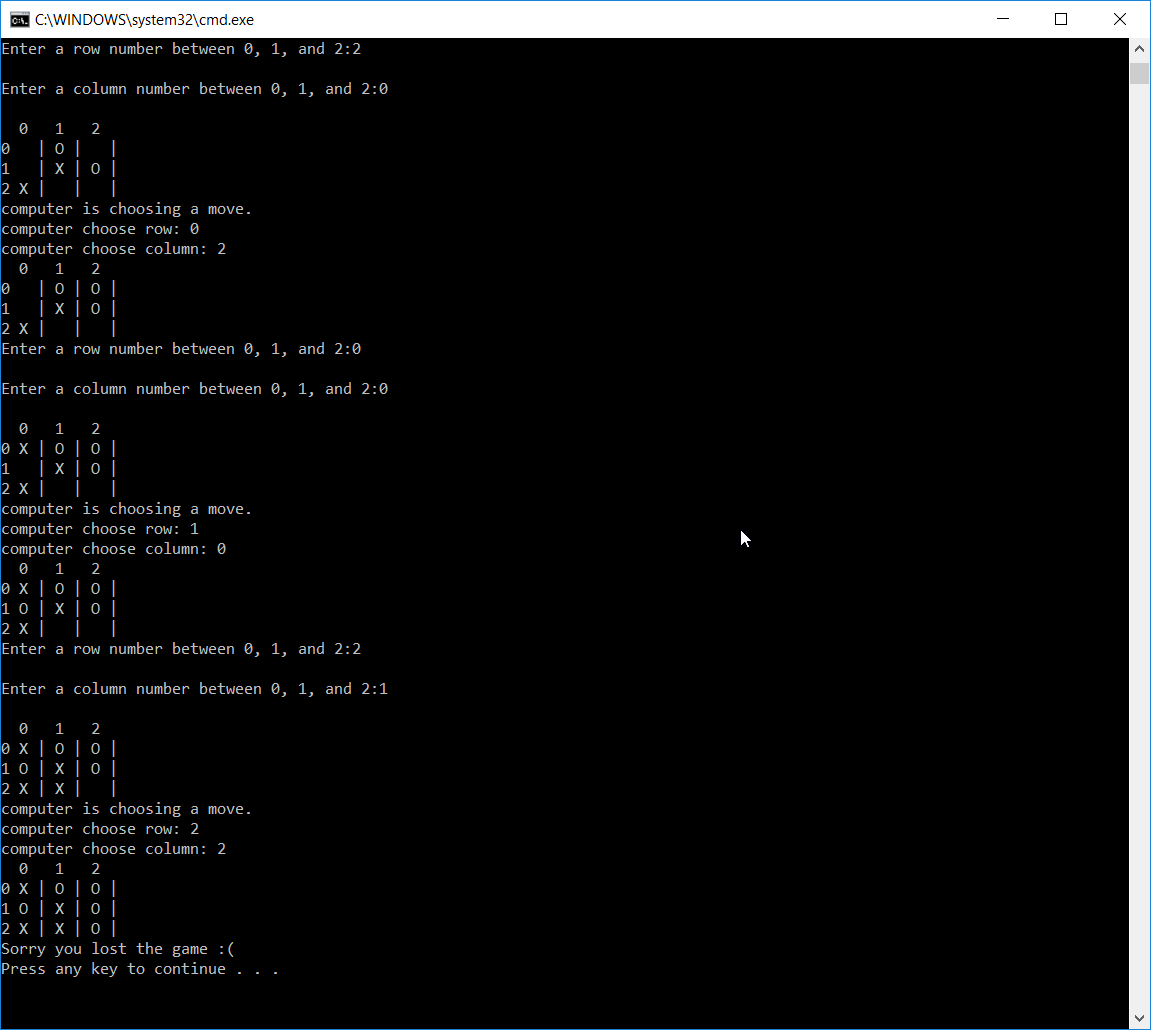 C:\WINDOWS\system32\cmd.exe
Enter a row number between 0, 1, and 2:2
Enter a column number between 0, 1, and 2:0
  0   1   2
0   | O |   |
1   | X | O |
2 X |   |   |
computer is choosing a move.
computer choose row: 0
computer choose column: 2
  0   1   2
0   | O | O |
1   | X | O |
2 X |   |   |
Enter a row number between 0, 1, and 2:0
Enter a column number between 0, 1, and 2:0
  0   1   2
0 X | O | O |
1   | X | O |
2 X |   |   |
computer is choosing a move.
computer choose row: 1
computer choose column: 0
  0   1   2
0 X | O | O |
1 O | X | O |
2 X |   |   |
Enter a row number between 0, 1, and 2:2
Enter a column number between 0, 1, and 2:1
  0   1   2
0 X | O | O |
1 O | X | O |
2 X | X |   |
computer is choosing a move.
computer choose row: 2
computer choose column: 2
  0   1   2
0 X | O | O |
1 O | X | O |
2 X | X | O |
Sorry you lost the game :(
Press any key to continue . . .